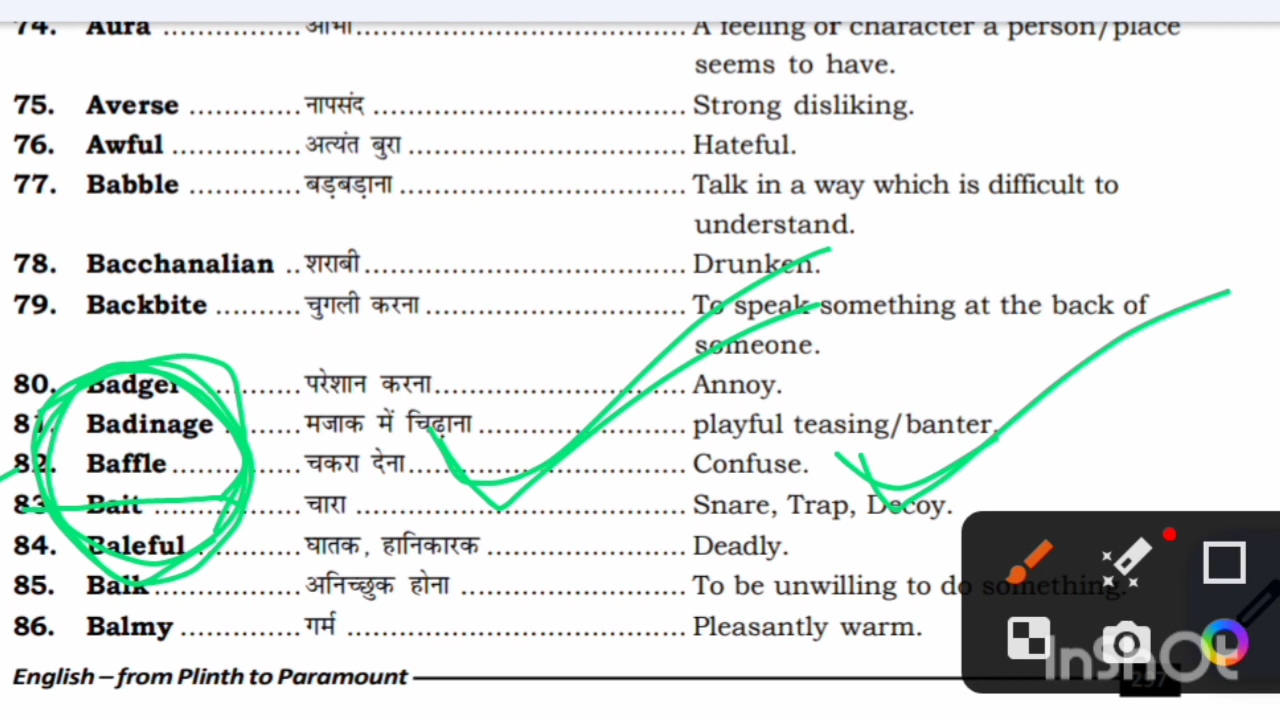 74. Aura ............... आभा ..................................... A feeling or character a person/place
seems to have.
75. Averse ............. नापसंद ................................... Strong disliking.
76. Awful ............... अत्यंत बुरा ............................... Hateful.
77. Babble ............. बड़बड़ाना ................................ Talk in a way which is difficult to
understand.
78. Bacchanalian .. शराबी .................................... Drunken.
79. Backbite .......... चुगली करना ............................. To speak something at the back of
someone.
80. Badger .......... परेशान करना ............................ Annoy.
81. Badinage ......... मजाक में चिढ़ाना ........................ playful teasing/banter.
82. Baffle ............... चकरा देना ............................... Confuse.
83. Bait .................. चारा ..................................... Snare, Trap, Decoy.
84. Baleful ............ घातक, हानिकारक ....................... Deadly.
85. Balk ................. अनिच्छुक होना .......................... To be unwilling to do something.
86. Balmy .............. गर्म ...................................... Pleasantly warm.
English – from Plinth to Paramount
InShOt